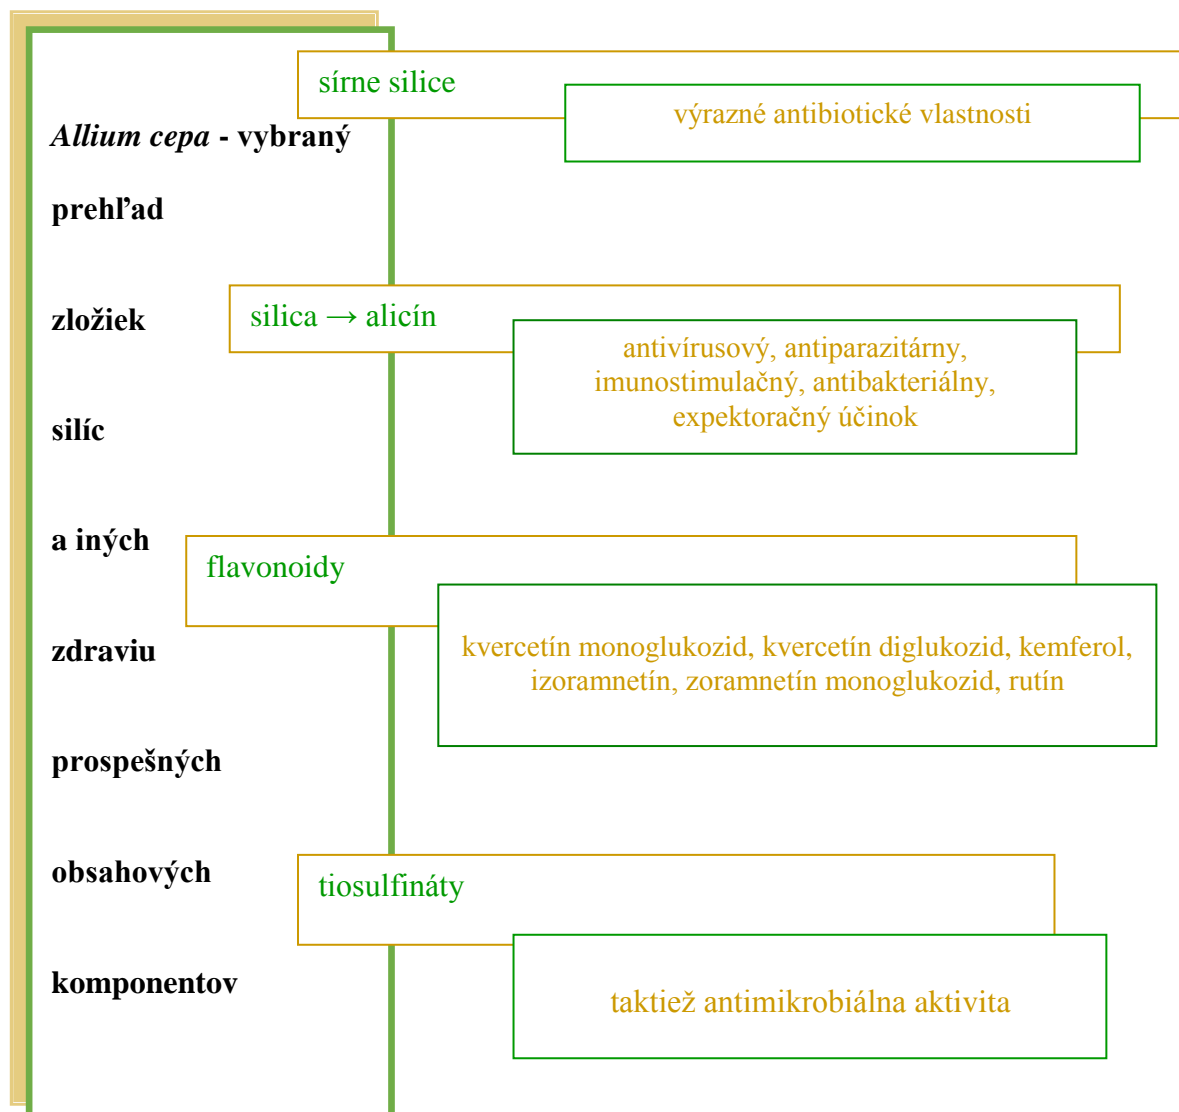 Allium cepa - vybraný
prehľad
zložiek
silíc
a iných
zdraviu
prospešných
obsahových
komponentov
sírne silice
výrazné antibiotické vlastnosti
silica → alicín
antivírusový, antiparazitárny,
imunostimulačný, antibakteriálny,
expektoračný účinok
flavonoidy
kvercetín monoglukozid, kvercetín diglukozid, kemferol,
izoramnetín, zoramnetín monoglukozid, rutín
tiosulfináty
taktiež antimikrobiálna aktivita